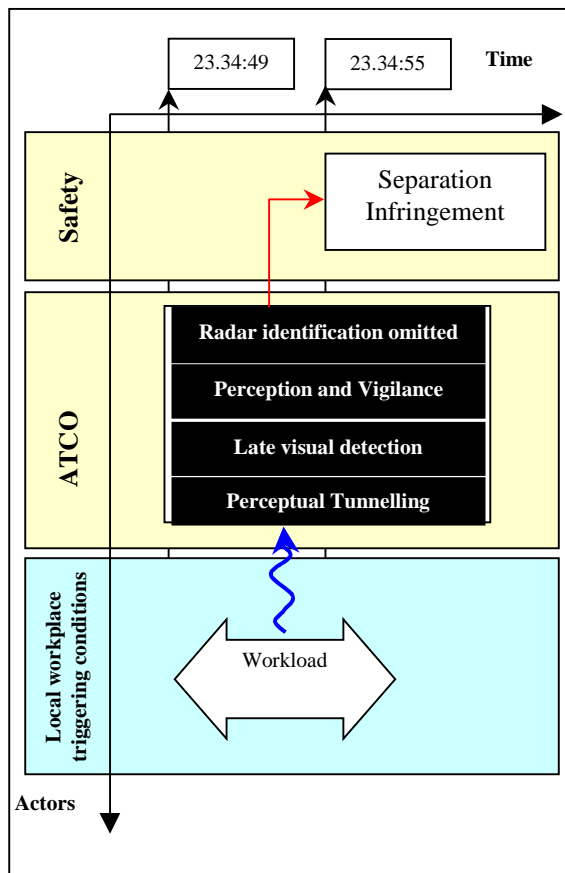 23.34:49
23.34:55
Time
Safety
Separation
Infringement
ATCO
Radar identification omitted
Perception and Vigilance
Late visual detection
Perceptual Tunnelling
Local workplace
triggering conditions
Workload
Actors